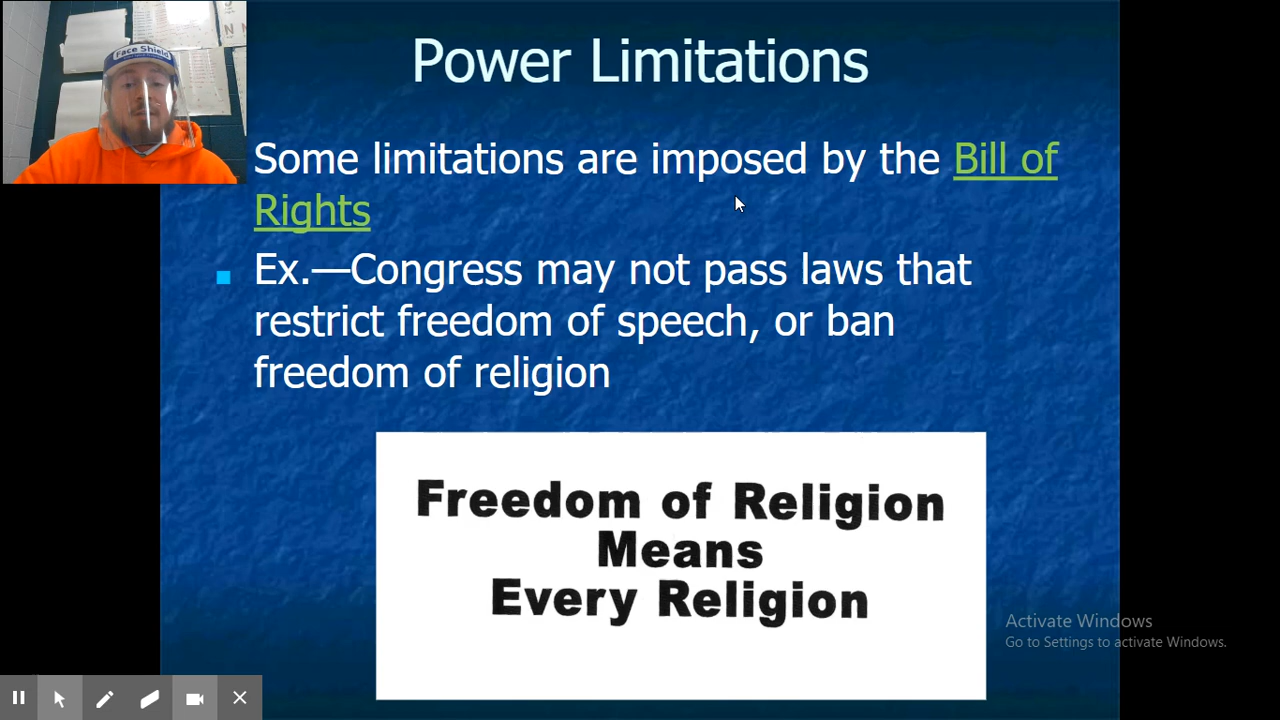 Face Shield
Power Limitations
Some limitations are imposed by the Bill of
Rights
Ex.—Congress may not pass laws that
restrict freedom of speech, or ban
freedom of religion
Freedom of Religion
Means
Every Religion
Activate Windows
Go to Settings to activate Windows.